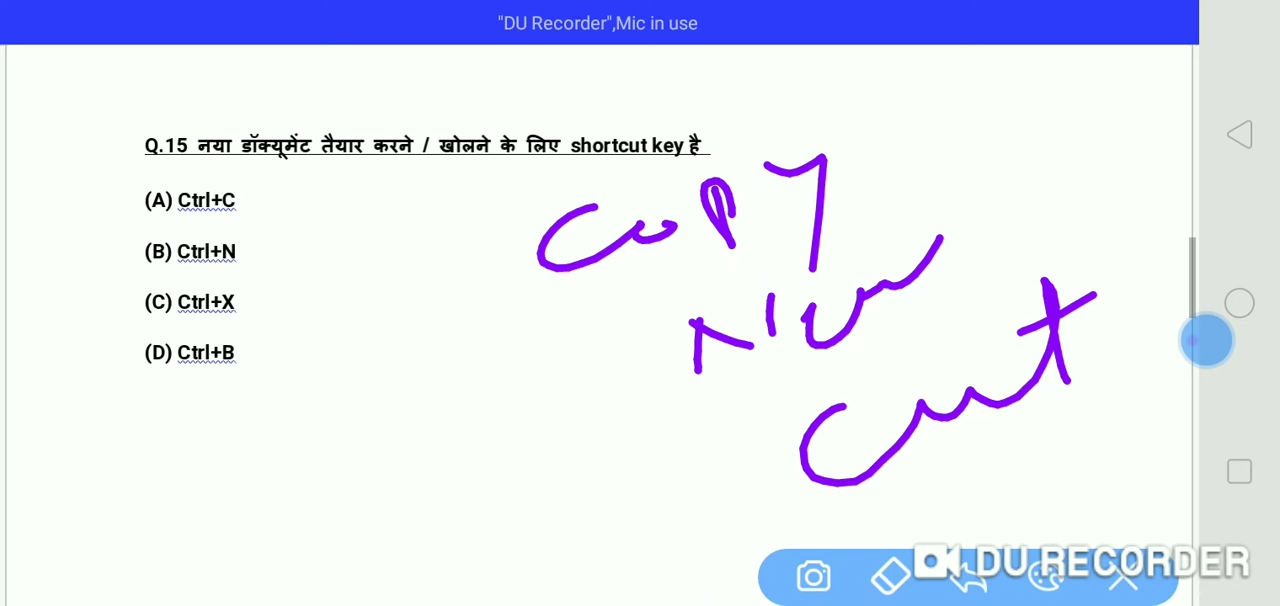 "DU Recorder",Mic in use
Q.15 नया डॉक्यूमेंट तैयार करने / खोलने के लिए shortcut key है
(A) Ctrl+C
(B) Ctrl+N
(C) Ctrl+X
(D) Ctrl+B
CoPy
New
Cut
DU RECORDER